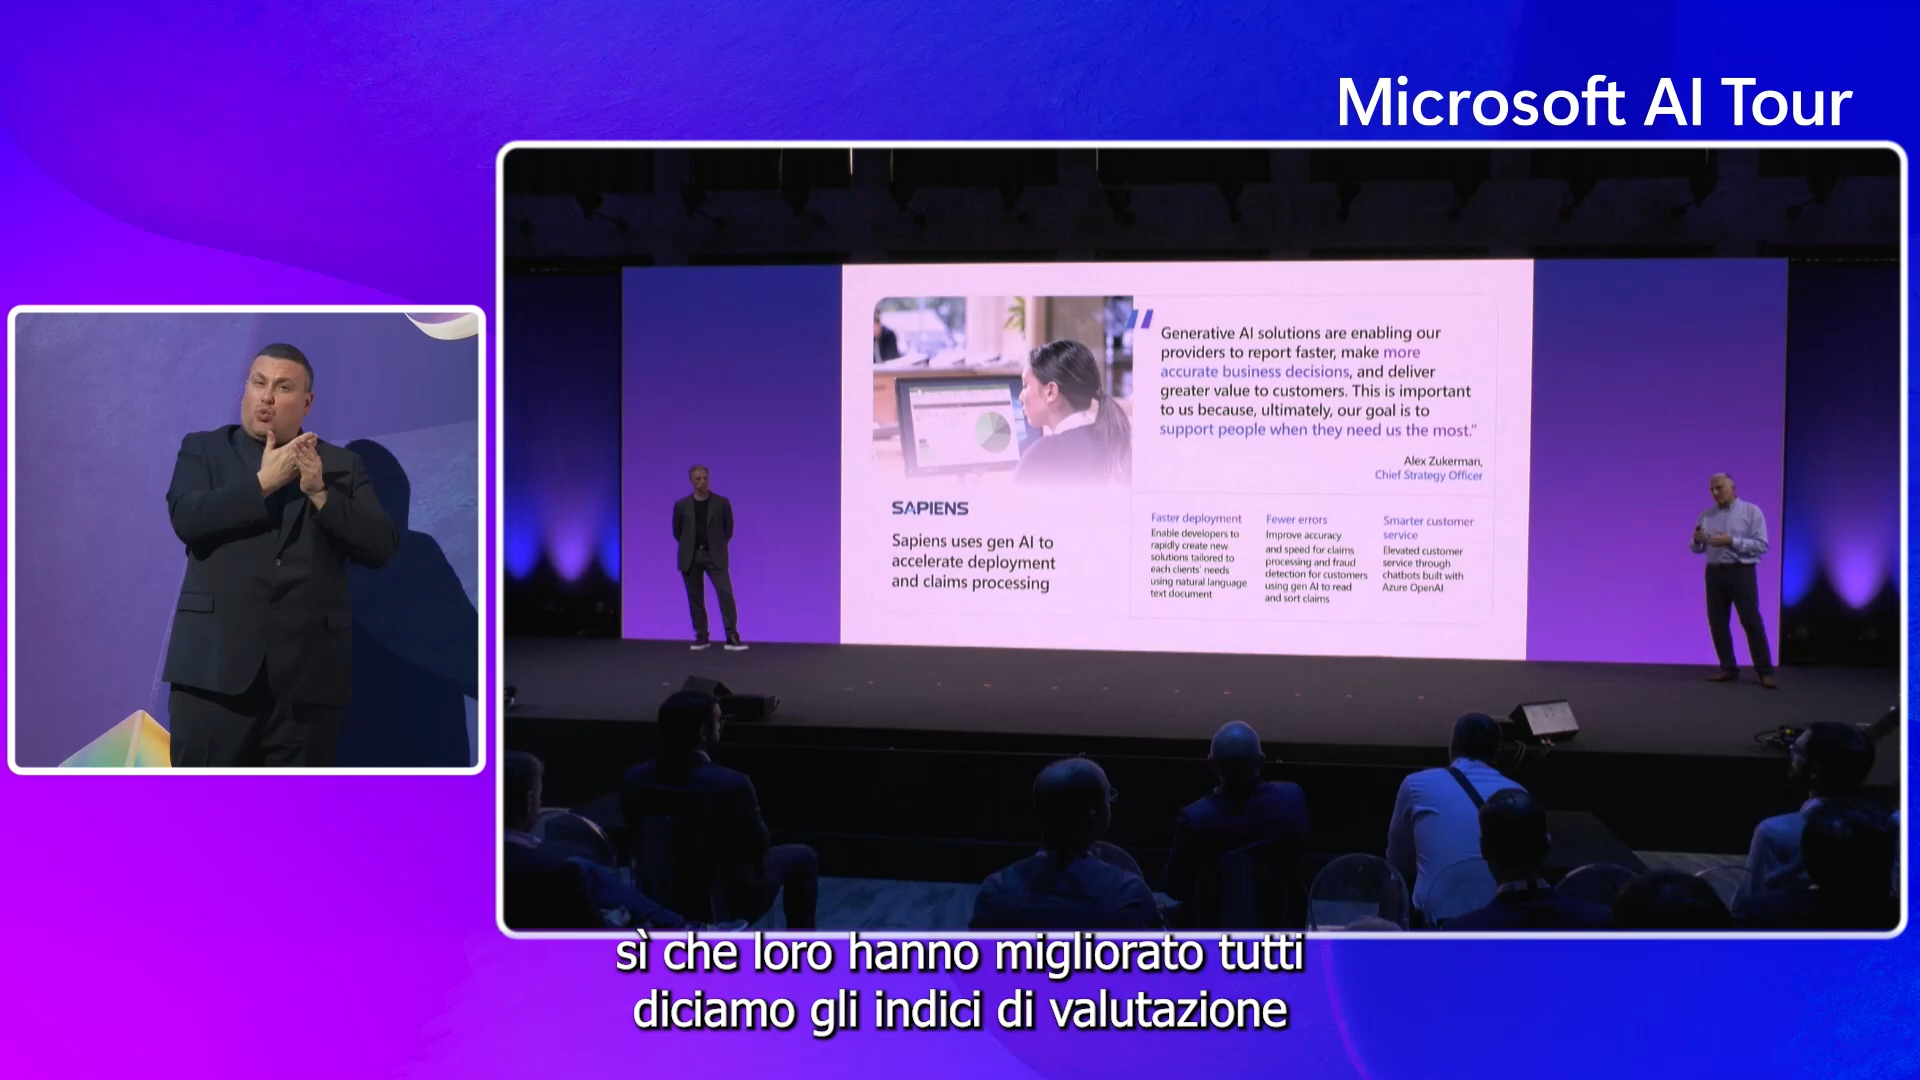 Microsoft AI Tour
"
Generative AI solutions are enabling our
providers to report faster, make more
accurate business decisions, and deliver
greater value to customers. This is important
to us because, ultimately, our goal is to
support people when they need us the most."
Alex Zukerman,
Chief Strategy Officer
SAPIENS
Sapiens uses gen AI to
accelerate deployment
and claims processing
Faster deployment
Enable developers to
rapidly create new
solutions tailored to
each clients' needs
using natural language
text document
Fewer errors
Improve accuracy
and speed for claims
processing and fraud
detection for customers
using gen AI to read
and sort claims
Smarter customer
service
Elevated customer
service through
chatbots built with
Azure OpenAI
sì che loro hanno migliorato tutti
diciamo gli indici di valutazione